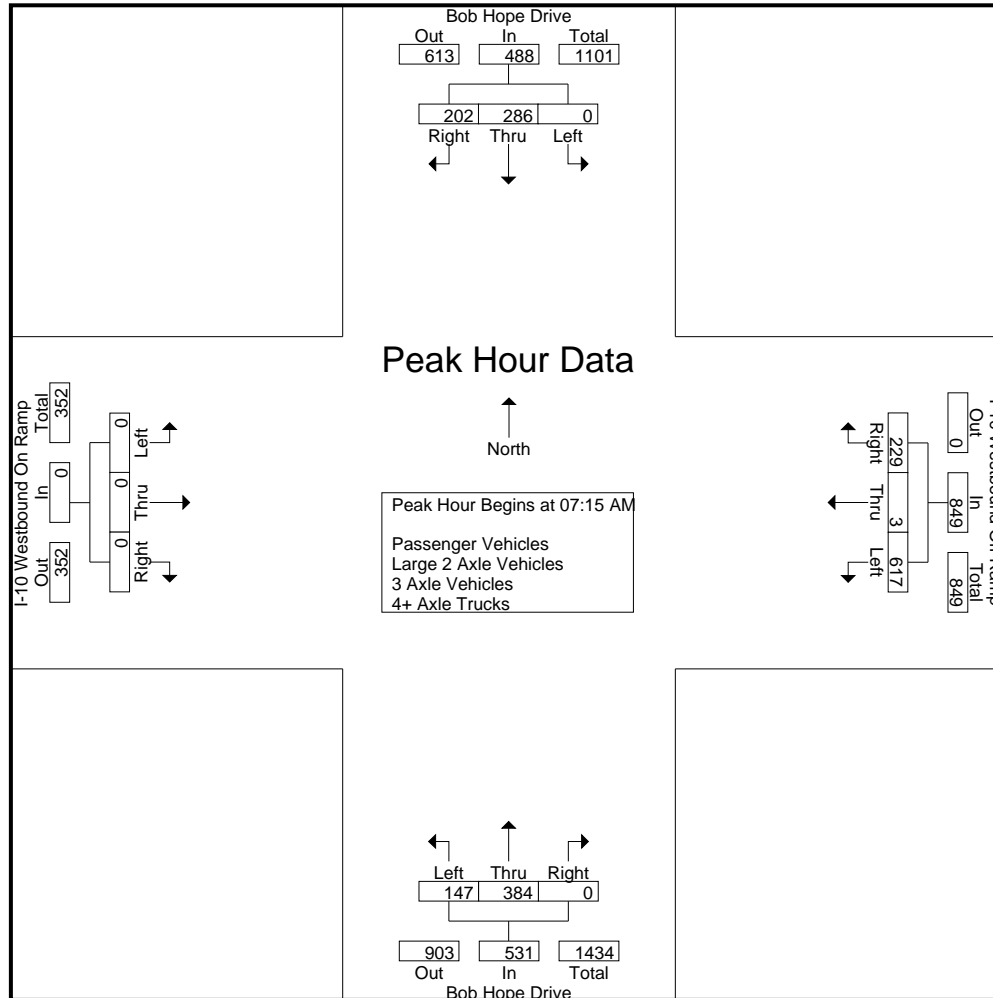 Bob Hope Drive
Out In Total
613 488 1101
202 286 0
Right Thru Left
Peak Hour Data
North
Peak Hour Begins at 07:15 AM
Passenger Vehicles
Large 2 Axle Vehicles
3 Axle Vehicles
4+ Axle Trucks
I-10 Westbound On Ramp
Total In Out
352 0 352
Left Thru Right
0 0 0
Westbound
Out In Total
0 849 849
Right Thru Left
229 3 617
Left Thru Right
147 384 0
903 531 1434
Out In Total
Bob Hope Drive